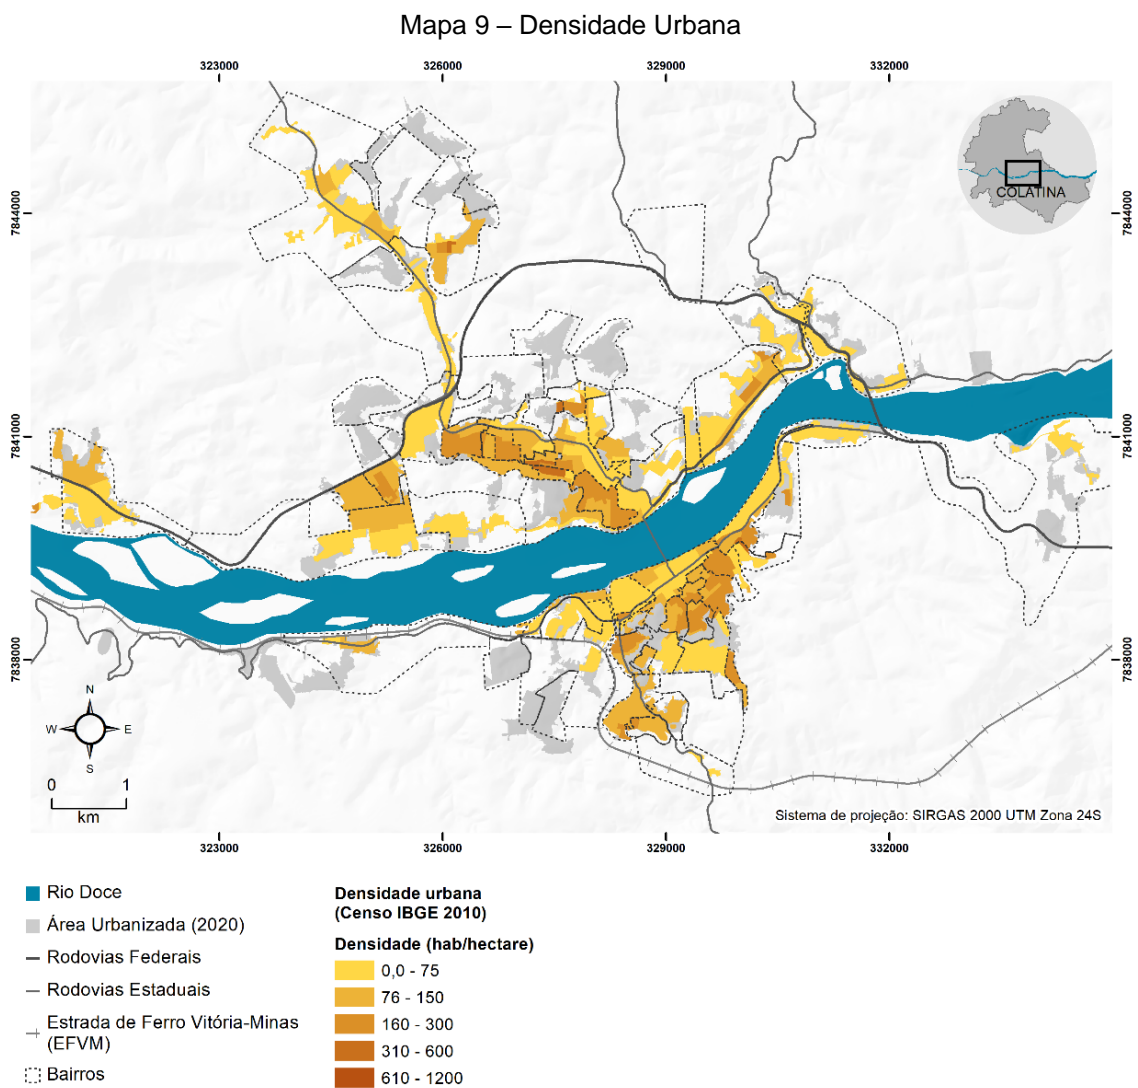 Mapa 9 – Densidade Urbana
323000
326000
329000
332000
7844000
7844000
COLATINA
7841000
7841000
7838000
7838000
N
W
E
S
0
1
km
Sistema de projeção: SIRGAS 2000 UTM Zona 24S
323000
326000
329000
332000
Rio Doce
Área Urbanizada (2020)
Rodovias Federais
Rodovias Estaduais
Estrada de Ferro Vitória-Minas
(EFVM)
Bairros
Densidade urbana
(Censo IBGE 2010)
Densidade (hab/hectare)
0,0 - 75
76 - 150
160 - 300
310 - 600
610 - 1200